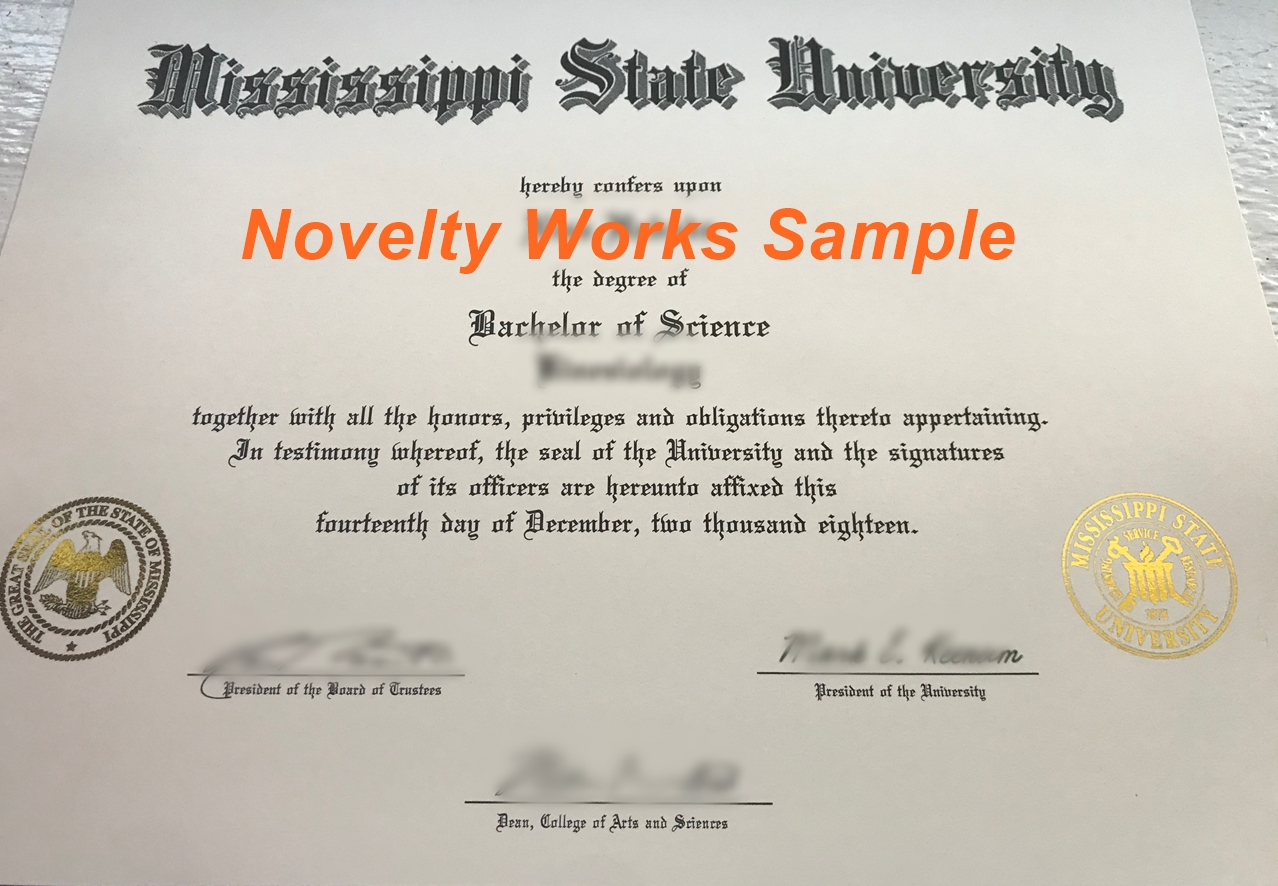 Mississippi State University
hereby confers upon
Novelty Works Sample
the degree of
Bachelor of Science
together with all the honors, privileges and obligations thereto appertaining.
In testimony whereof, the seal of the University and the signatures
of its officers are hereunto affixed this
fourteenth day of December, two thousand eighteen.
THE GREAT SEAL OF THE STATE OF MISSISSIPPI
MISSISSIPPI STATE UNIVERSITY
SERVICE
Mark E. Keenum
President of the Board of Trustees
President of the University
Dean, College of Arts and Sciences